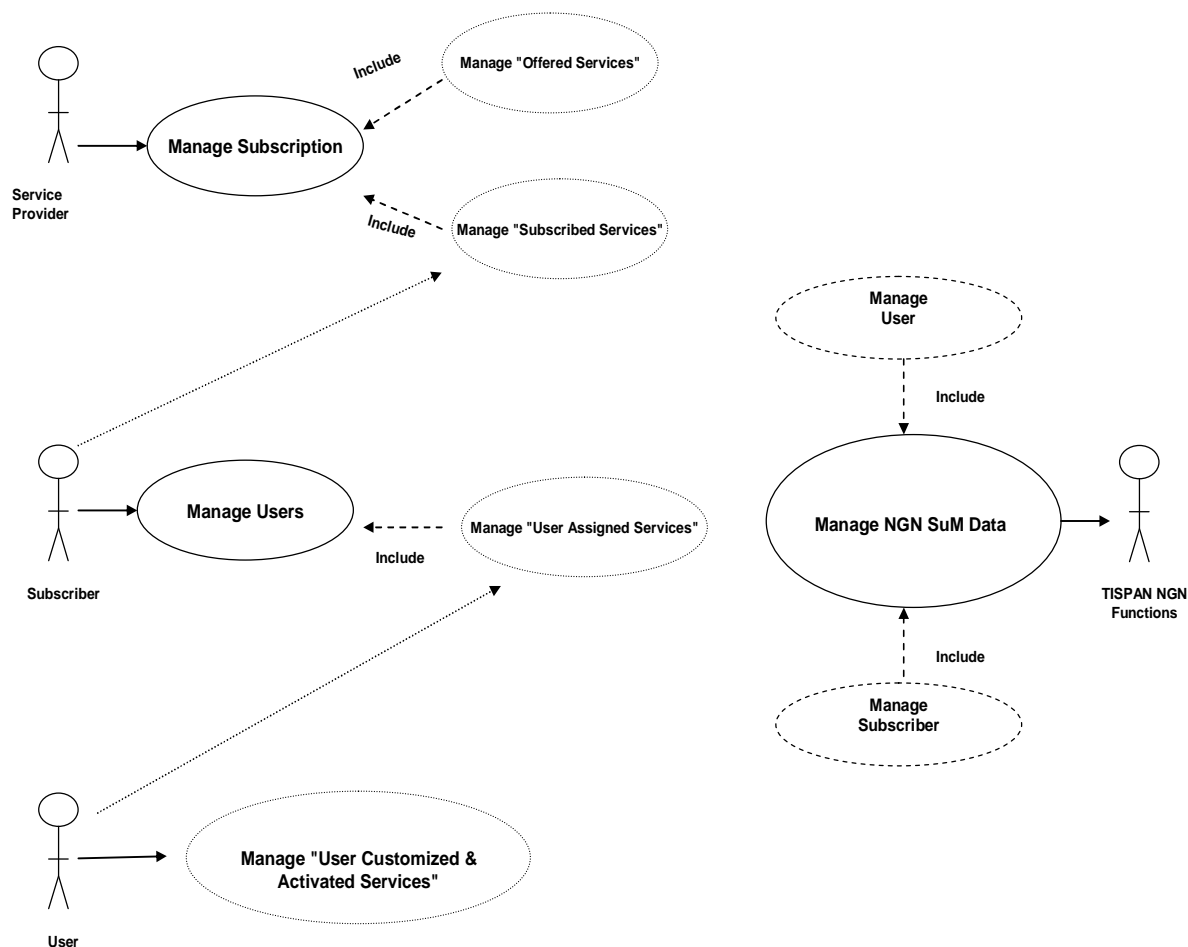 Manage "Offered Services"
Include
Manage Subscription
Service
Provider
Include
Manage "Subscribed Services"
Manage
User
Include
Manage Users
Manage "User Assigned Services"
Include
Manage NGN SuM Data
Subscriber
TISPAN NGN
Functions
Include
Manage
Subscriber
Manage "User Customized &
Activated Services"
User